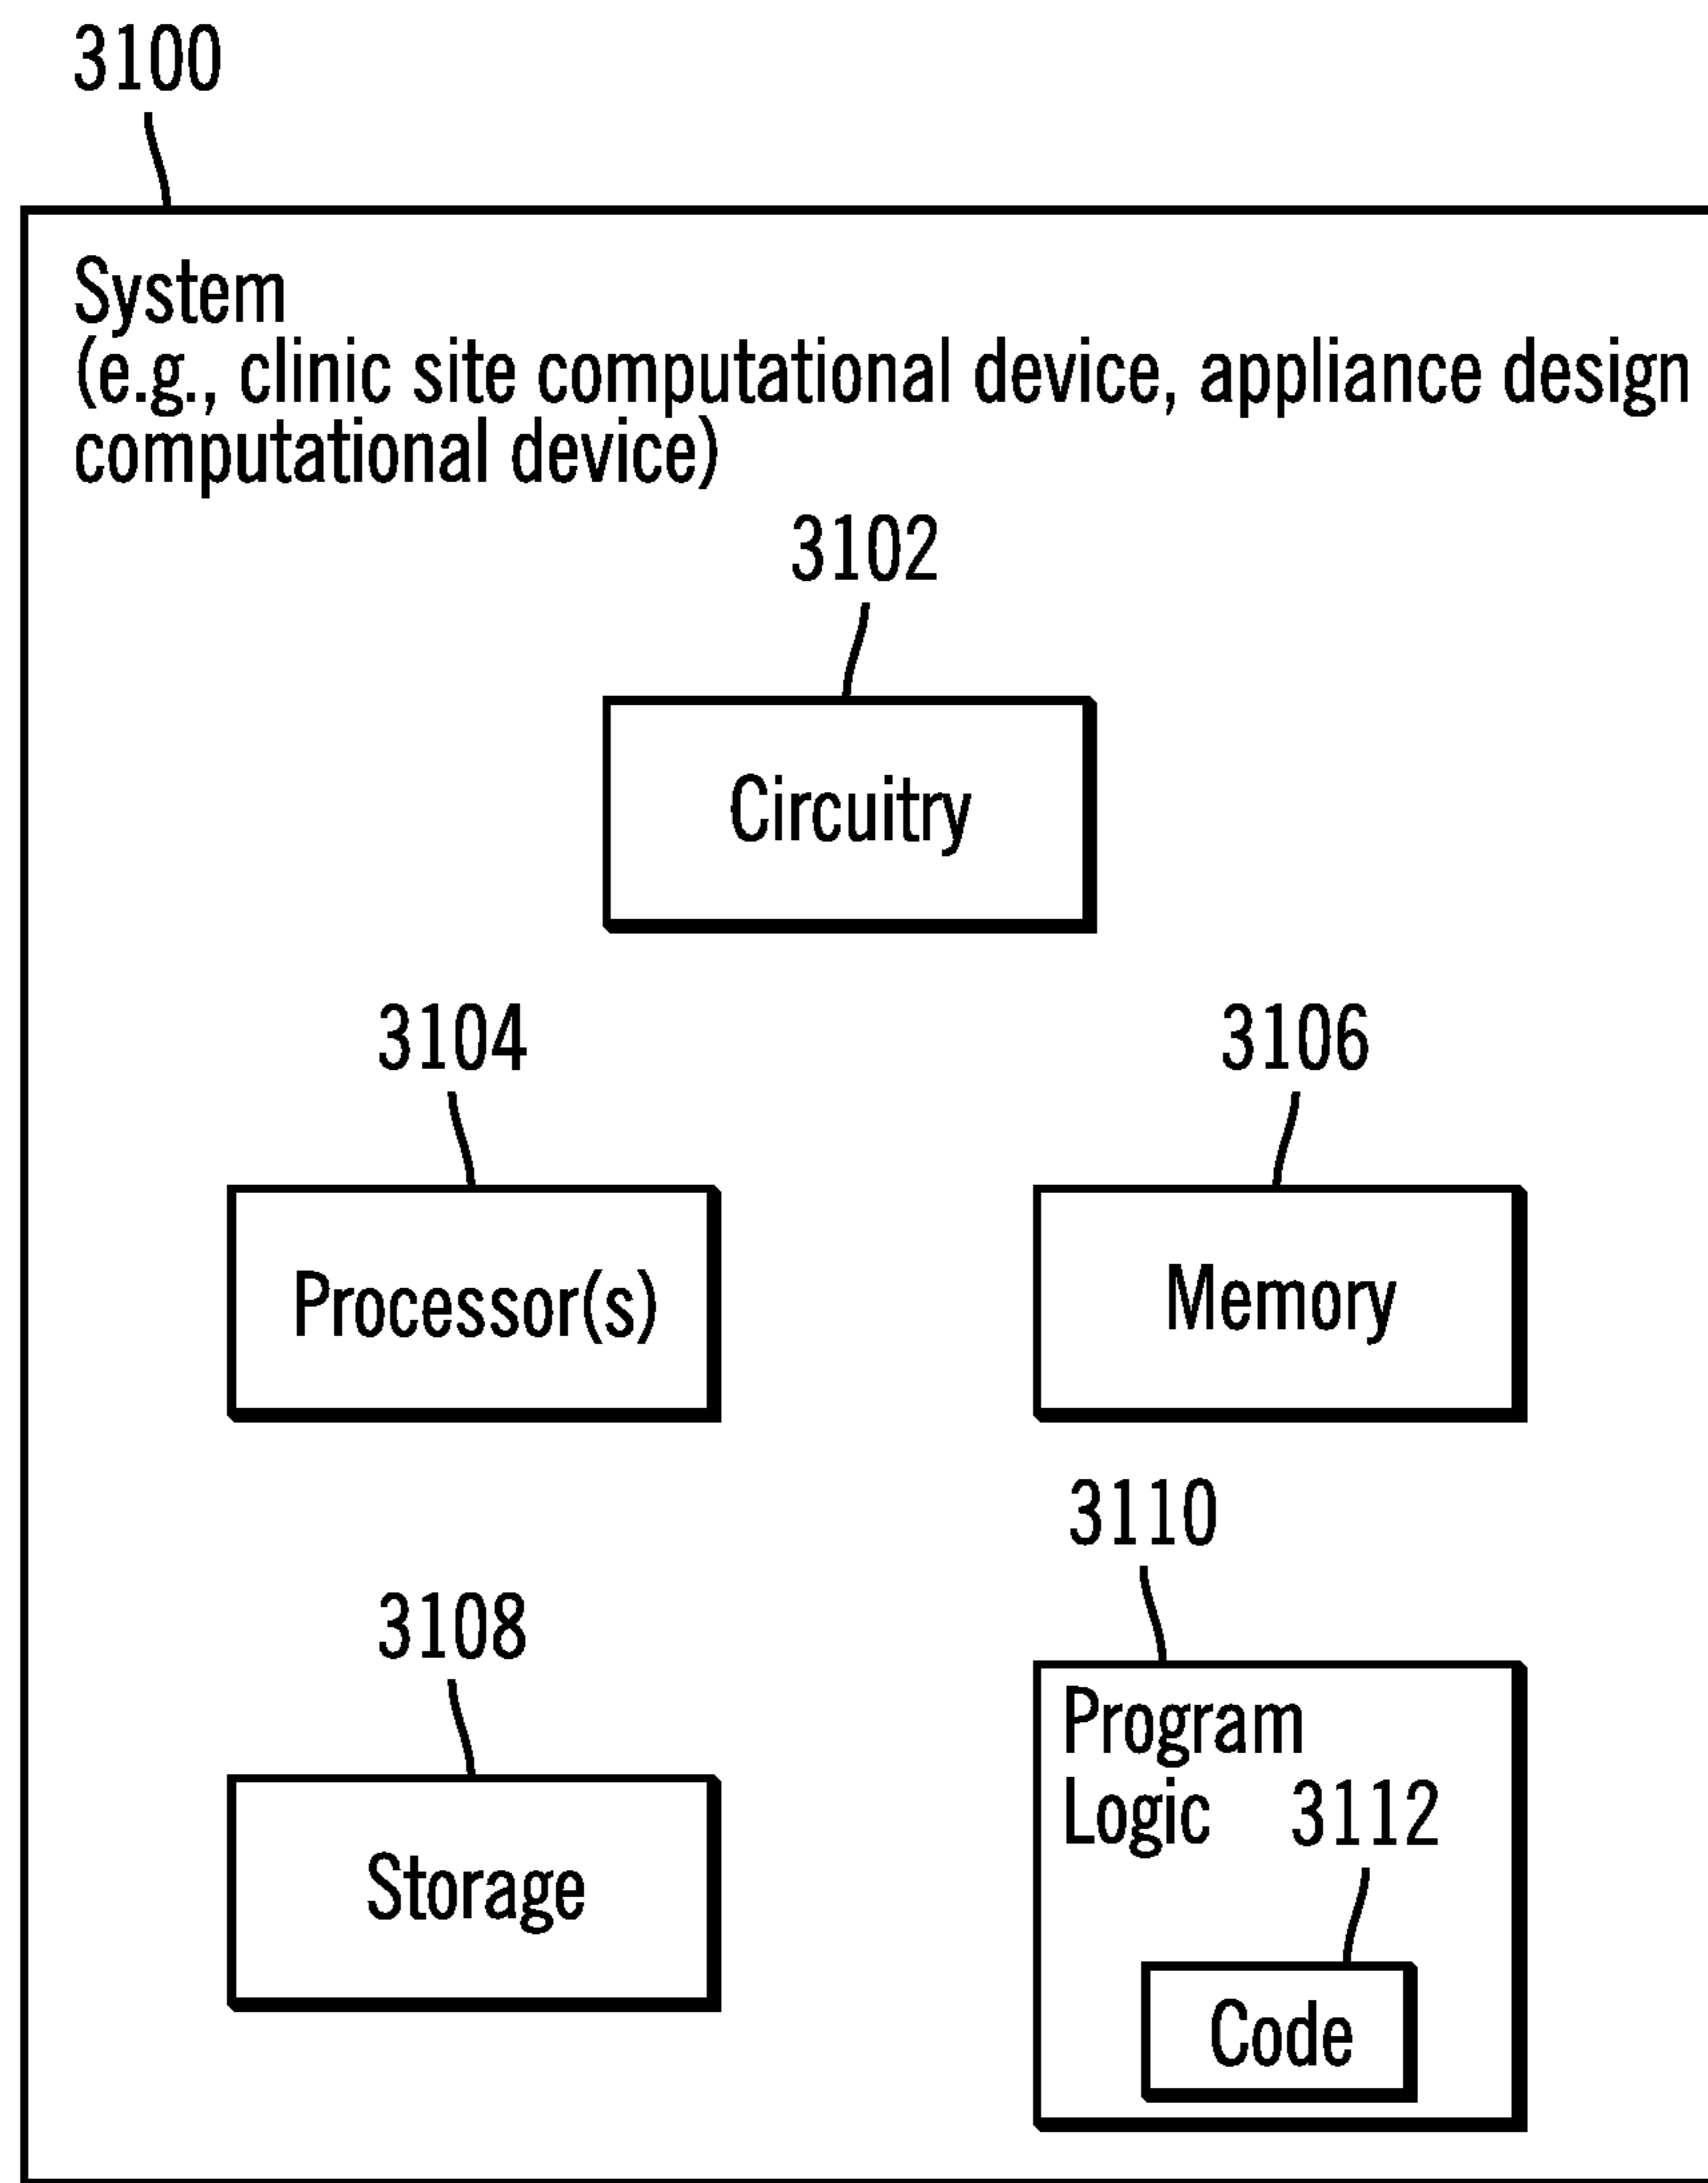 3100
System
(e.g., clinic site computational device, appliance design
computational device)
3102
Circuitry
3104
3106
Processor(s)
Memory
3108
3110
Storage
Program
Logic
3112
Code